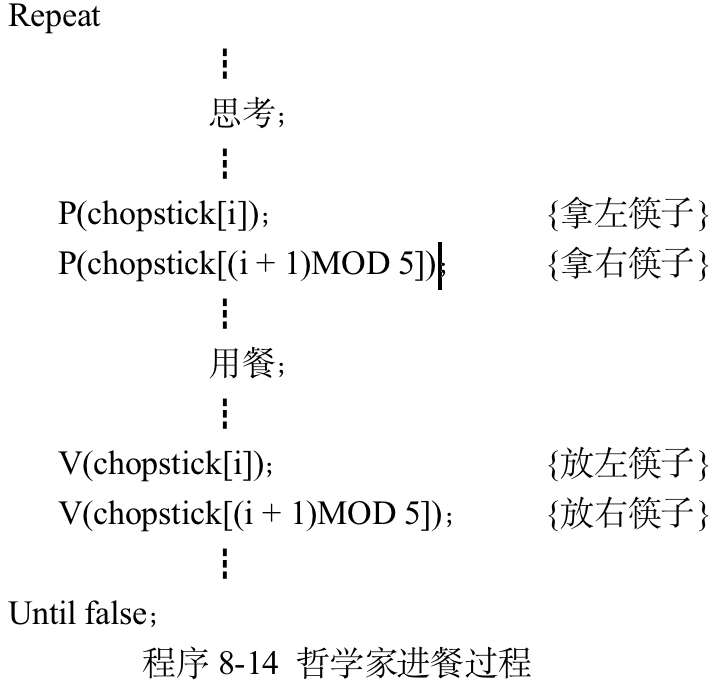 Repeat
思考；
P(chopstick[i])； {拿左筷子}
P(chopstick[(i + 1)MOD 5])； {拿右筷子}
用餐；
V(chopstick[i])； {放左筷子}
V(chopstick[(i + 1)MOD 5])； {放右筷子}
Until false；
程序 8-14 哲学家进餐过程